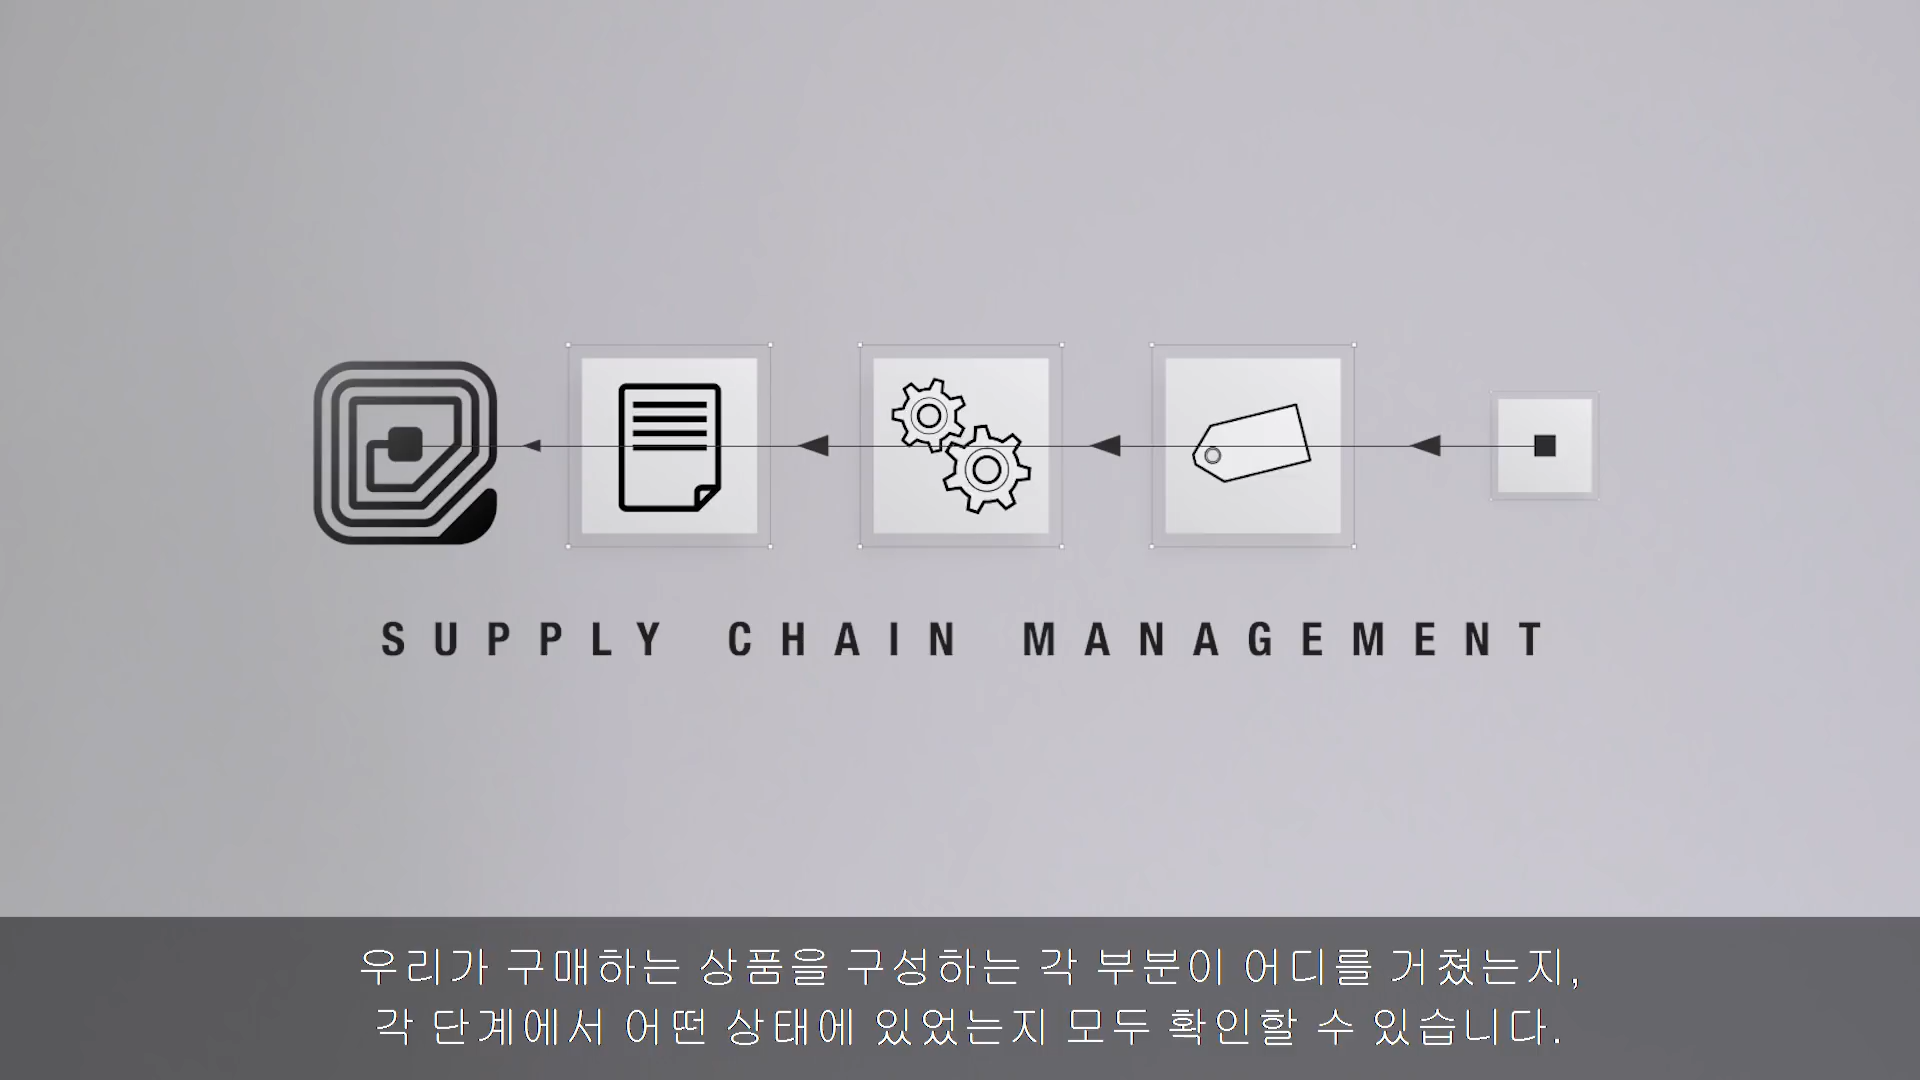 SUPPLY CHAIN MANAGEMENT
우리가 구매하는 상품을 구성하는 각 부분이 어디를 거쳤는지,
각 단계에서 어떤 상태에 있었는지 모두 확인할 수 있습니다.